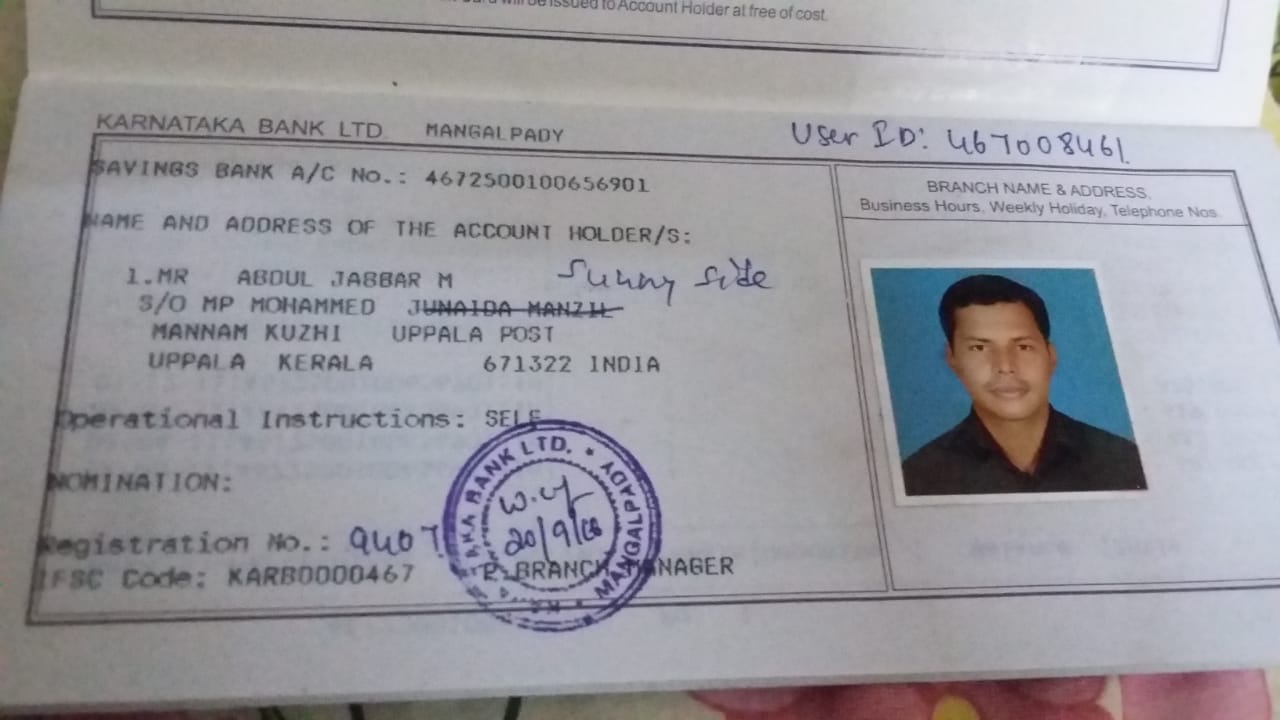 be issued to Account Holder at free of cost.
KARNATAKA BANK LTD. MANGALPADY
User ID: 467008461.
SAVINGS BANK A/C No.: 4672500100656901
NAME AND ADDRESS OF THE ACCOUNT HOLDER/S:
1.MR ABDUL JABBAR M Sunny side
S/O MP MOHAMMED JUNAIDA MANZIL
MANNAM KUZHI UPPALA POST
UPPALA KERALA 671322 INDIA
Operational Instructions: SELF
NOMINATION:
Registration No.: 9407
IFSC Code: KARB0000467 BRANCH MANAGER
KARNATAKA BANK LTD. * MANGALPADY *
20/9/18
BRANCH NAME & ADDRESS,
Business Hours, Weekly Holiday, Telephone Nos.